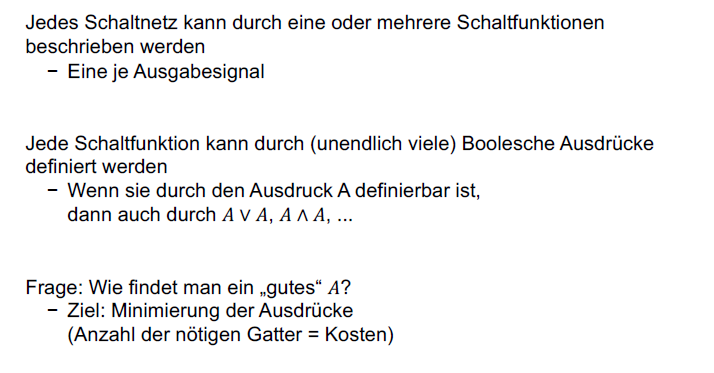 Jedes Schaltnetz kann durch eine oder mehrere Schaltfunktionen
beschrieben werden
− Eine je Ausgabesignal
Jede Schaltfunktion kann durch (unendlich viele) Boolesche Ausdrücke
definiert werden
− Wenn sie durch den Ausdruck A definierbar ist,
dann auch durch A ∨ A, A ∧ A, ...
Frage: Wie findet man ein „gutes“ A?
− Ziel: Minimierung der Ausdrücke
(Anzahl der nötigen Gatter = Kosten)